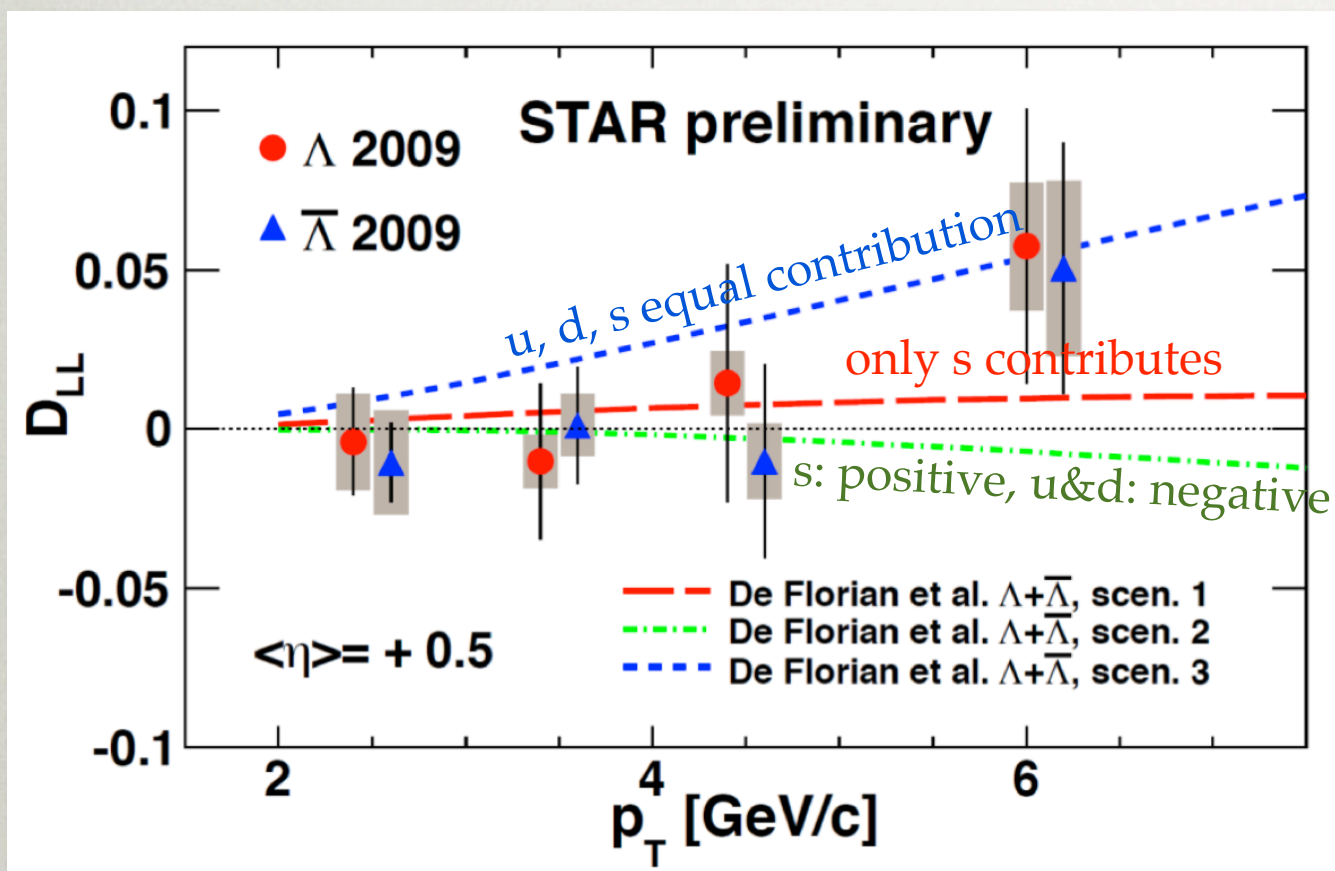 STAR preliminary
Λ 2009
Λ̅ 2009
0.1
0.05
0
-0.05
-0.1
D_LL
u, d, s equal contribution
only s contributes
s: positive, u&d: negative
De Florian et al. Λ+Λ̅, scen. 1
De Florian et al. Λ+Λ̅, scen. 2
De Florian et al. Λ+Λ̅, scen. 3
<η>= + 0.5
2 4 6
p_T [GeV/c]